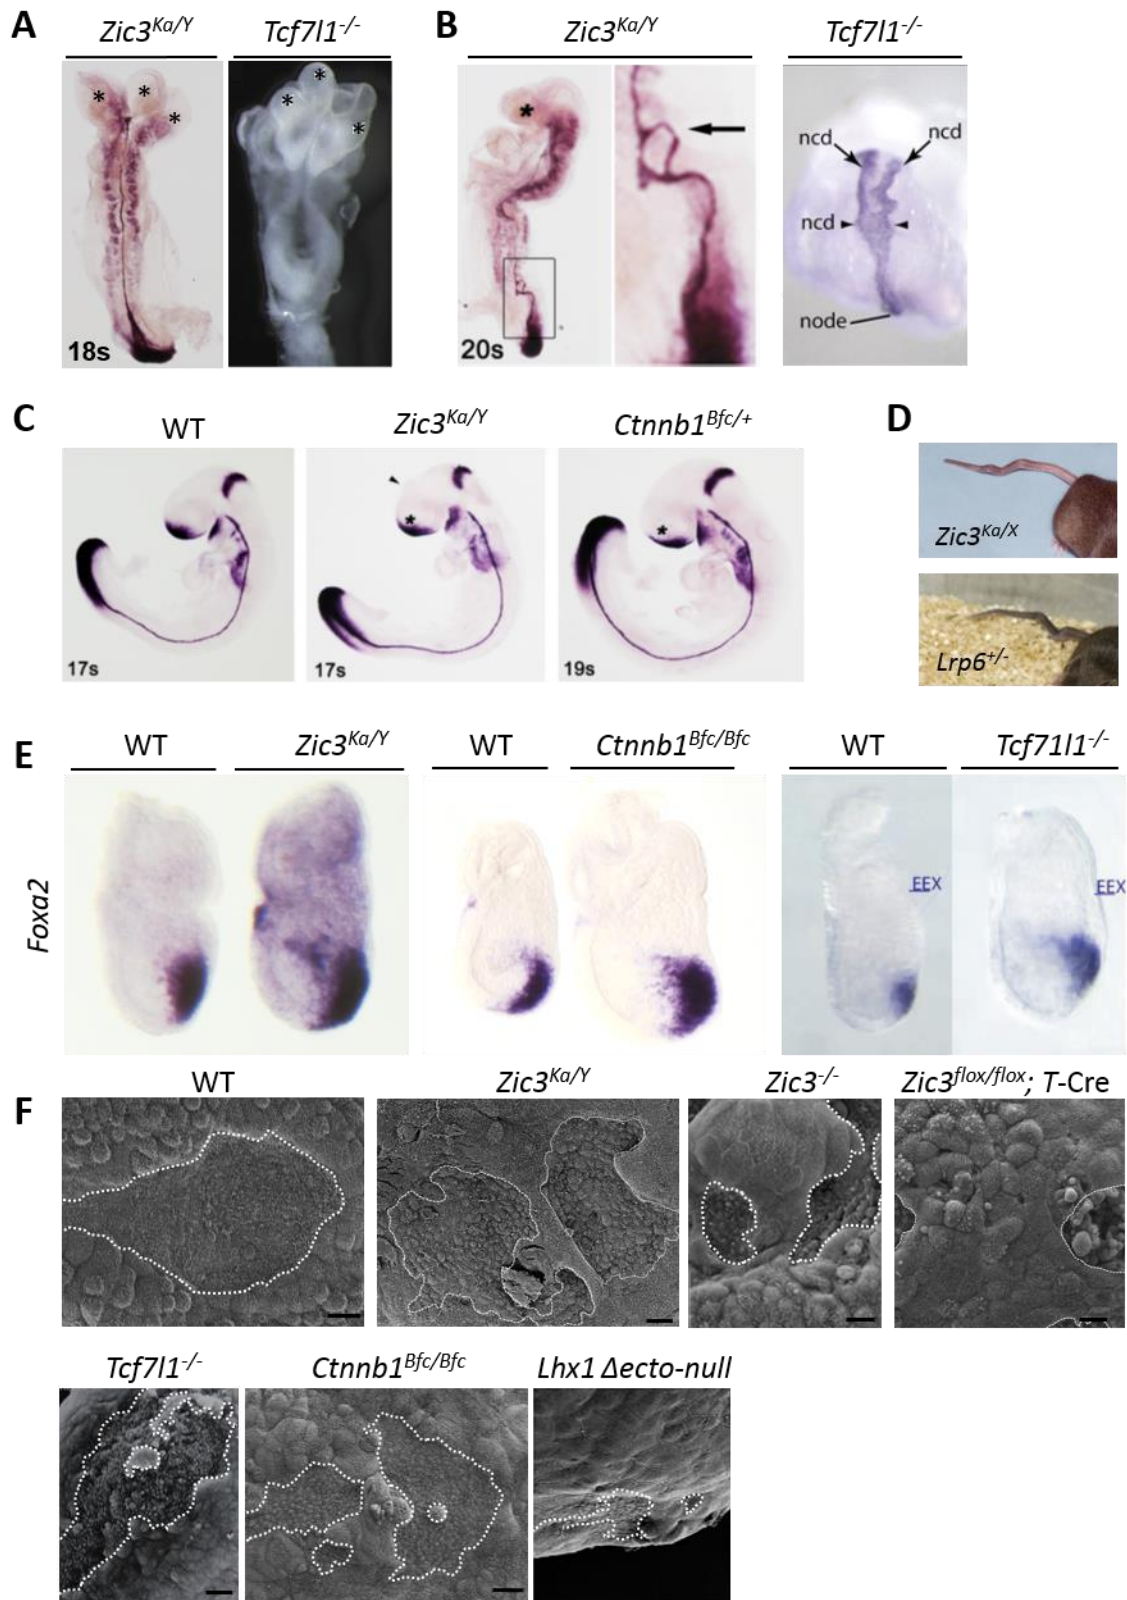 A
Zic3Ka/Y
Tcf7l1-/-
*
*
*
*
*
*
18s
B
Zic3Ka/Y
Tcf7l1-/-
*
20s
ncd
ncd
ncd
node
C
WT
Zic3Ka/Y
Ctnnb1Bfc/+
*
*
17s
17s
19s
D
Zic3Ka/X
Lrp6+/-
E
WT
Zic3Ka/Y
WT
Ctnnb1Bfc/Bfc
WT
Tcf71l1-/-
Foxa2
EEX
EEX
F
WT
Zic3Ka/Y
Zic3-/-
Zic3flox/flox; T-Cre
Tcf7l1-/-
Ctnnb1Bfc/Bfc
Lhx1 Δecto-null